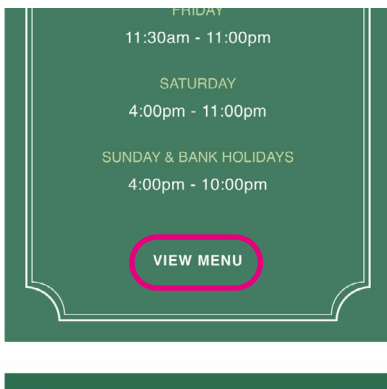 FRIDAY
11:30am - 11:00pm
SATURDAY
4:00pm - 11:00pm
SUNDAY & BANK HOLIDAYS
4:00pm - 10:00pm
VIEW MENU